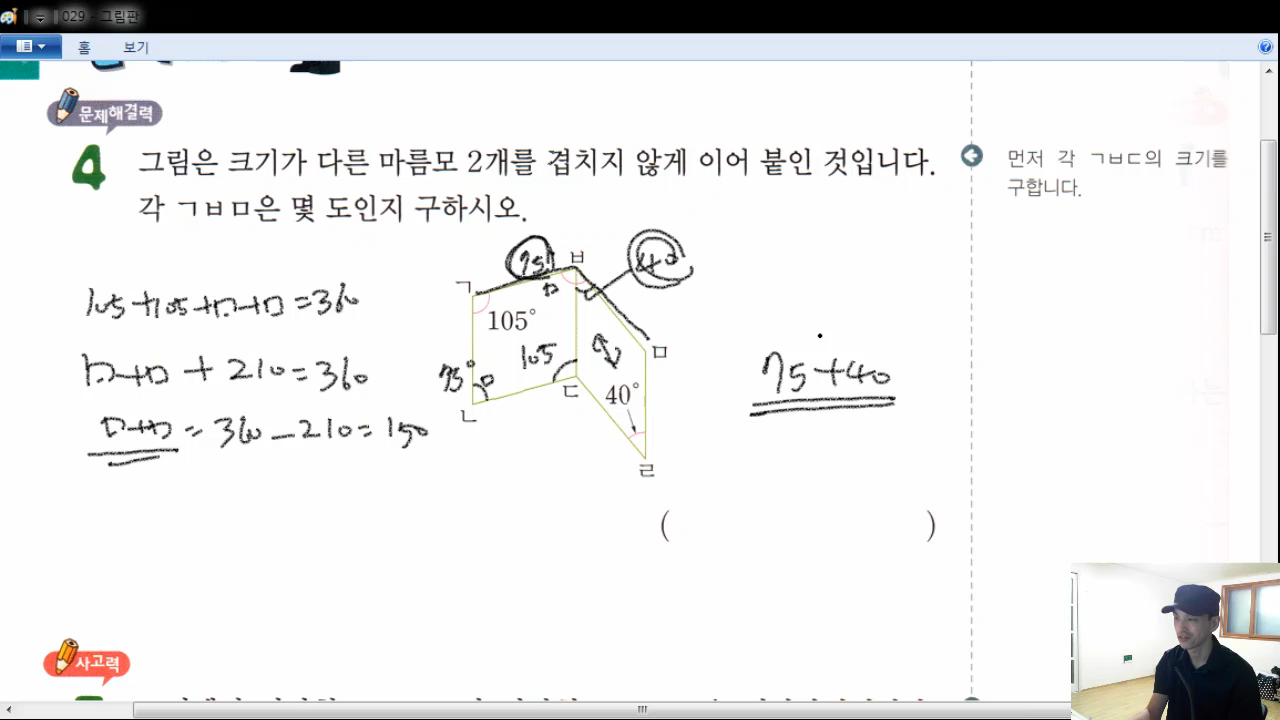 029 - 그림판
홈 보기
문제해결력
4 그림은 크기가 다른 마름모 2개를 겹치지 않게 이어 붙인 것입니다.
각 ㄱㅂㅁ은 몇 도인지 구하시오.
먼저 각 ㄱㅂㄷ의 크기를
구합니다.
105+105+□+□=360
□+□+210=360
□+□=360-210=150
75
ㅂ
40
ㄱ
□
105°
ㅁ
105
75°
□
ㄷ
40°
ㄴ
ㄹ
75+40
( )
사고력